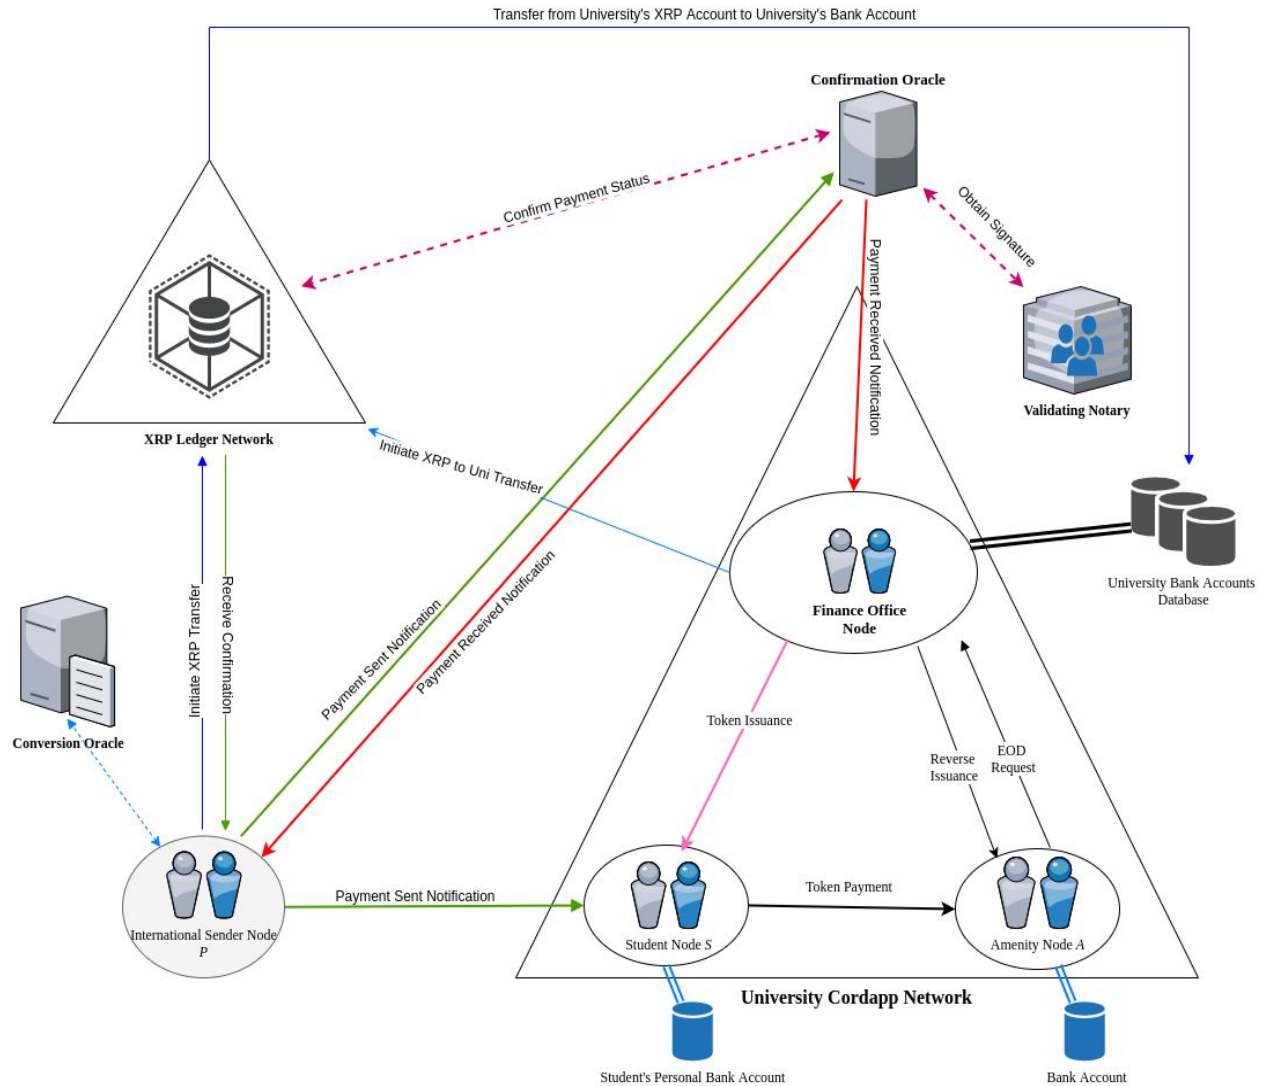 Transfer from University's XRP Account to University's Bank Account
Confirmation Oracle
Confirm Payment Status
Obtain Signature
Payment Received Notification
Validating Notary
XRP Ledger Network
Initiate XRP to Uni Transfer
Initiate XRP Transfer
Receive Confirmation
Payment Sent Notification
Payment Received Notification
Finance Office
Node
University Bank Accounts
Database
Conversion Oracle
Token Issuance
Reverse
Issuance
EOD
Request
International Sender Node
P
Payment Sent Notification
Student Node S
Token Payment
Amenity Node A
University Cordapp Network
Student's Personal Bank Account
Bank Account